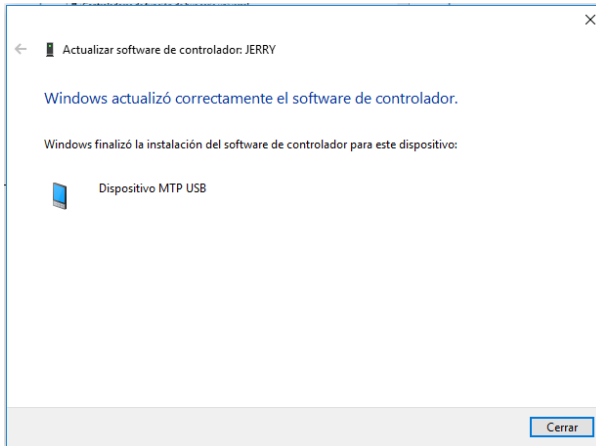 Actualizar software de controlador: JERRY
Windows actualizó correctamente el software de controlador.
Windows finalizó la instalación del software de controlador para este dispositivo:
Dispositivo MTP USB
Cerrar